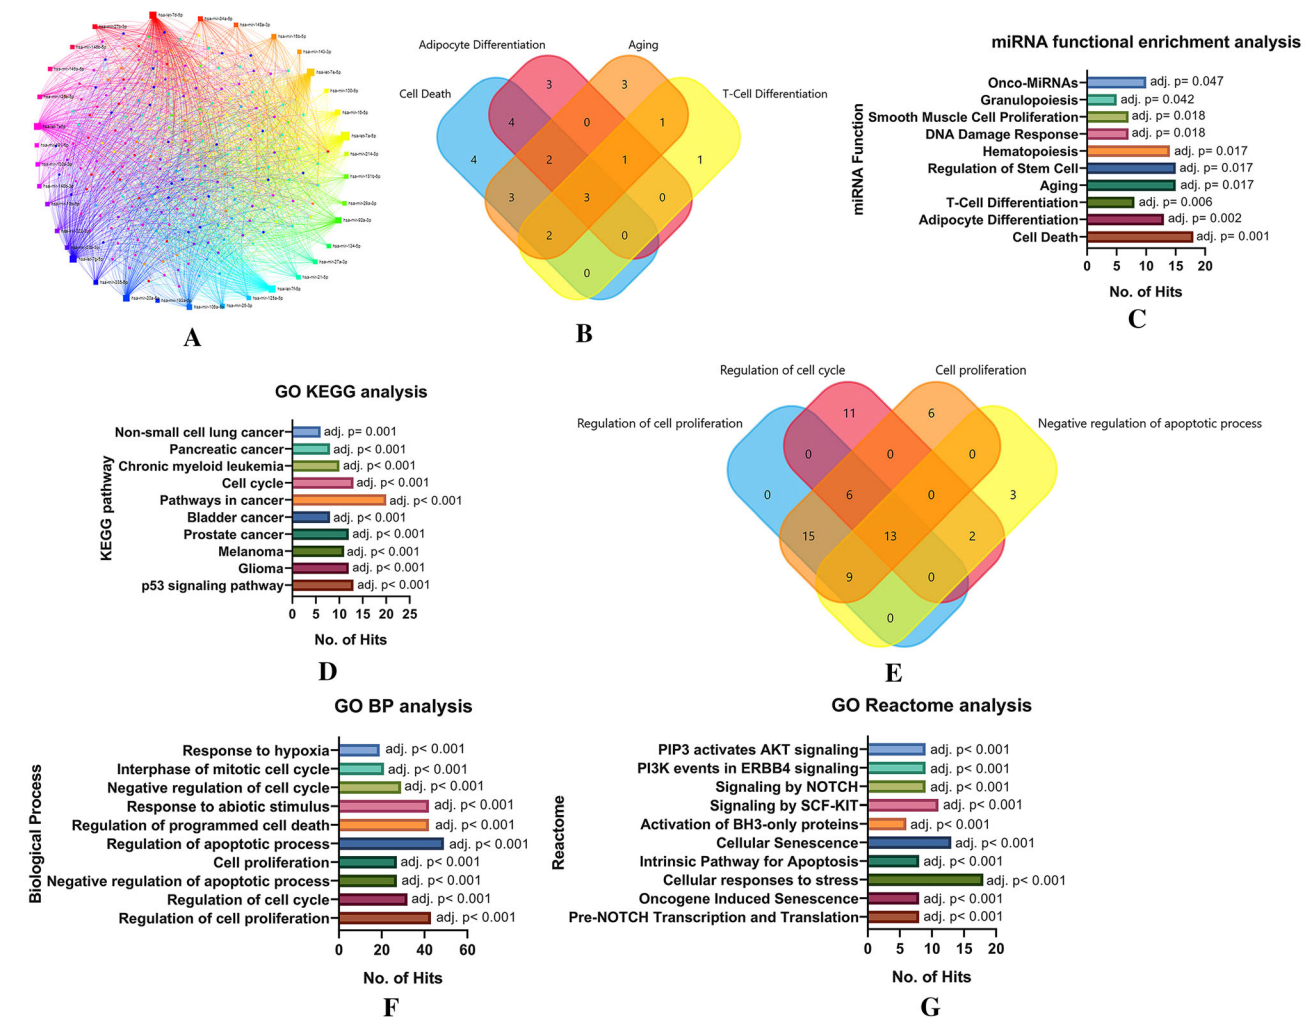 hsa-let-7d-5p
Adipocyte Differentiation
Aging
Cell Death
T-Cell Differentiation
3
3
4
0
1
4
2
1
1
3
3
0
2
0
0
A
B
miRNA functional enrichment analysis
miRNA Function
Onco-MiRNAs adj. p= 0.047
Granulopoiesis adj. p= 0.042
Smooth Muscle Cell Proliferation adj. p= 0.018
DNA Damage Response adj. p= 0.018
Hematopoiesis adj. p= 0.017
Regulation of Stem Cell adj. p= 0.017
Aging adj. p= 0.017
T-Cell Differentiation adj. p= 0.006
Adipocyte Differentiation adj. p= 0.002
Cell Death adj. p= 0.001
0 5 10 15 20
No. of Hits
C
GO KEGG analysis
KEGG pathway
Non-small cell lung cancer adj. p= 0.001
Pancreatic cancer adj. p< 0.001
Chronic myeloid leukemia adj. p< 0.001
Cell cycle adj. p< 0.001
Pathways in cancer adj. p< 0.001
Bladder cancer adj. p< 0.001
Prostate cancer adj. p< 0.001
Melanoma adj. p< 0.001
Glioma adj. p< 0.001
p53 signaling pathway adj. p< 0.001
0 5 10 15 20 25
No. of Hits
D
Regulation of cell cycle
Cell proliferation
Regulation of cell proliferation
Negative regulation of apoptotic process
11
6
0
0
0
0
6
0
3
15
13
2
9
0
0
E
GO BP analysis
Biological Process
Response to hypoxia adj. p< 0.001
Interphase of mitotic cell cycle adj. p< 0.001
Negative regulation of cell cycle adj. p< 0.001
Response to abiotic stimulus adj. p< 0.001
Regulation of programmed cell death adj. p< 0.001
Regulation of apoptotic process adj. p< 0.001
Cell proliferation adj. p< 0.001
Negative regulation of apoptotic process adj. p< 0.001
Regulation of cell cycle adj. p< 0.001
Regulation of cell proliferation adj. p< 0.001
0 20 40 60
No. of Hits
F
GO Reactome analysis
Reactome
PIP3 activates AKT signaling adj. p< 0.001
PI3K events in ERBB4 signaling adj. p< 0.001
Signaling by NOTCH adj. p< 0.001
Signaling by SCF-KIT adj. p< 0.001
Activation of BH3-only proteins adj. p< 0.001
Cellular Senescence adj. p< 0.001
Intrinsic Pathway for Apoptosis adj. p< 0.001
Cellular responses to stress adj. p< 0.001
Oncogene Induced Senescence adj. p< 0.001
Pre-NOTCH Transcription and Translation adj. p< 0.001
0 5 10 15 20
No. of Hits
G